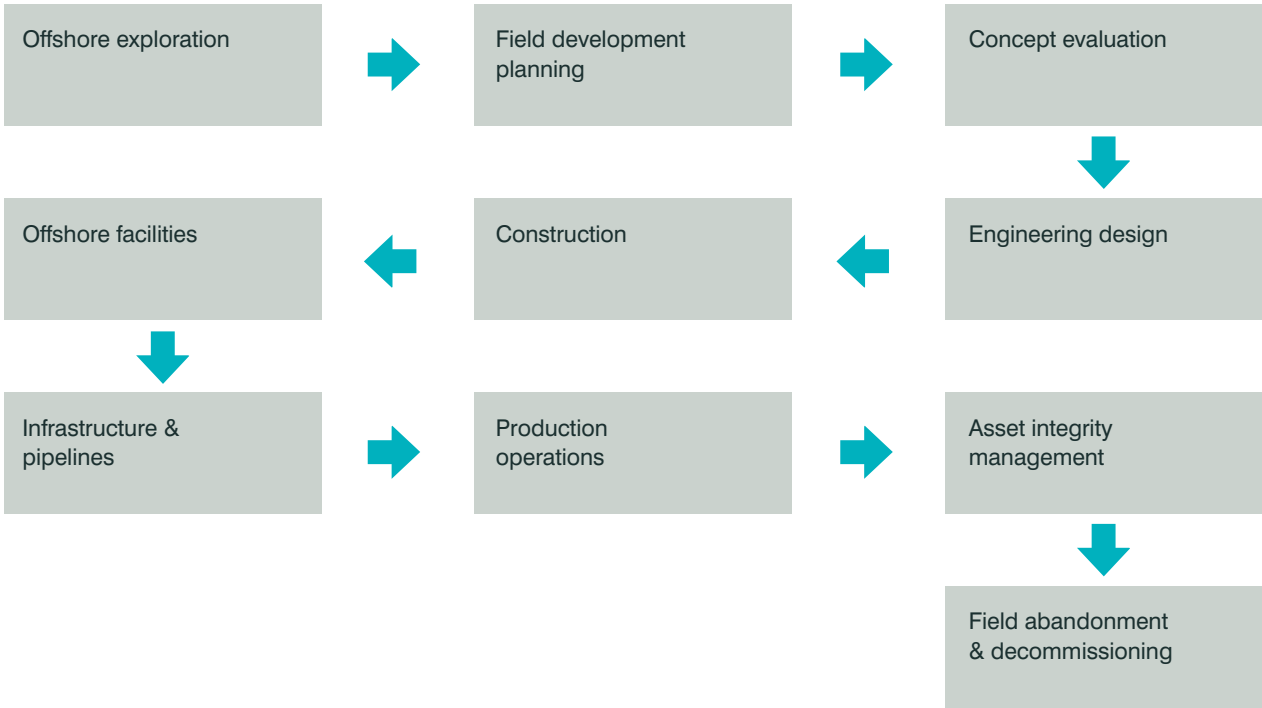 Offshore exploration
Field development
planning
Concept evaluation
Engineering design
Construction
Offshore facilities
Infrastructure &
pipelines
Production
operations
Asset integrity
management
Field abandonment
& decommissioning